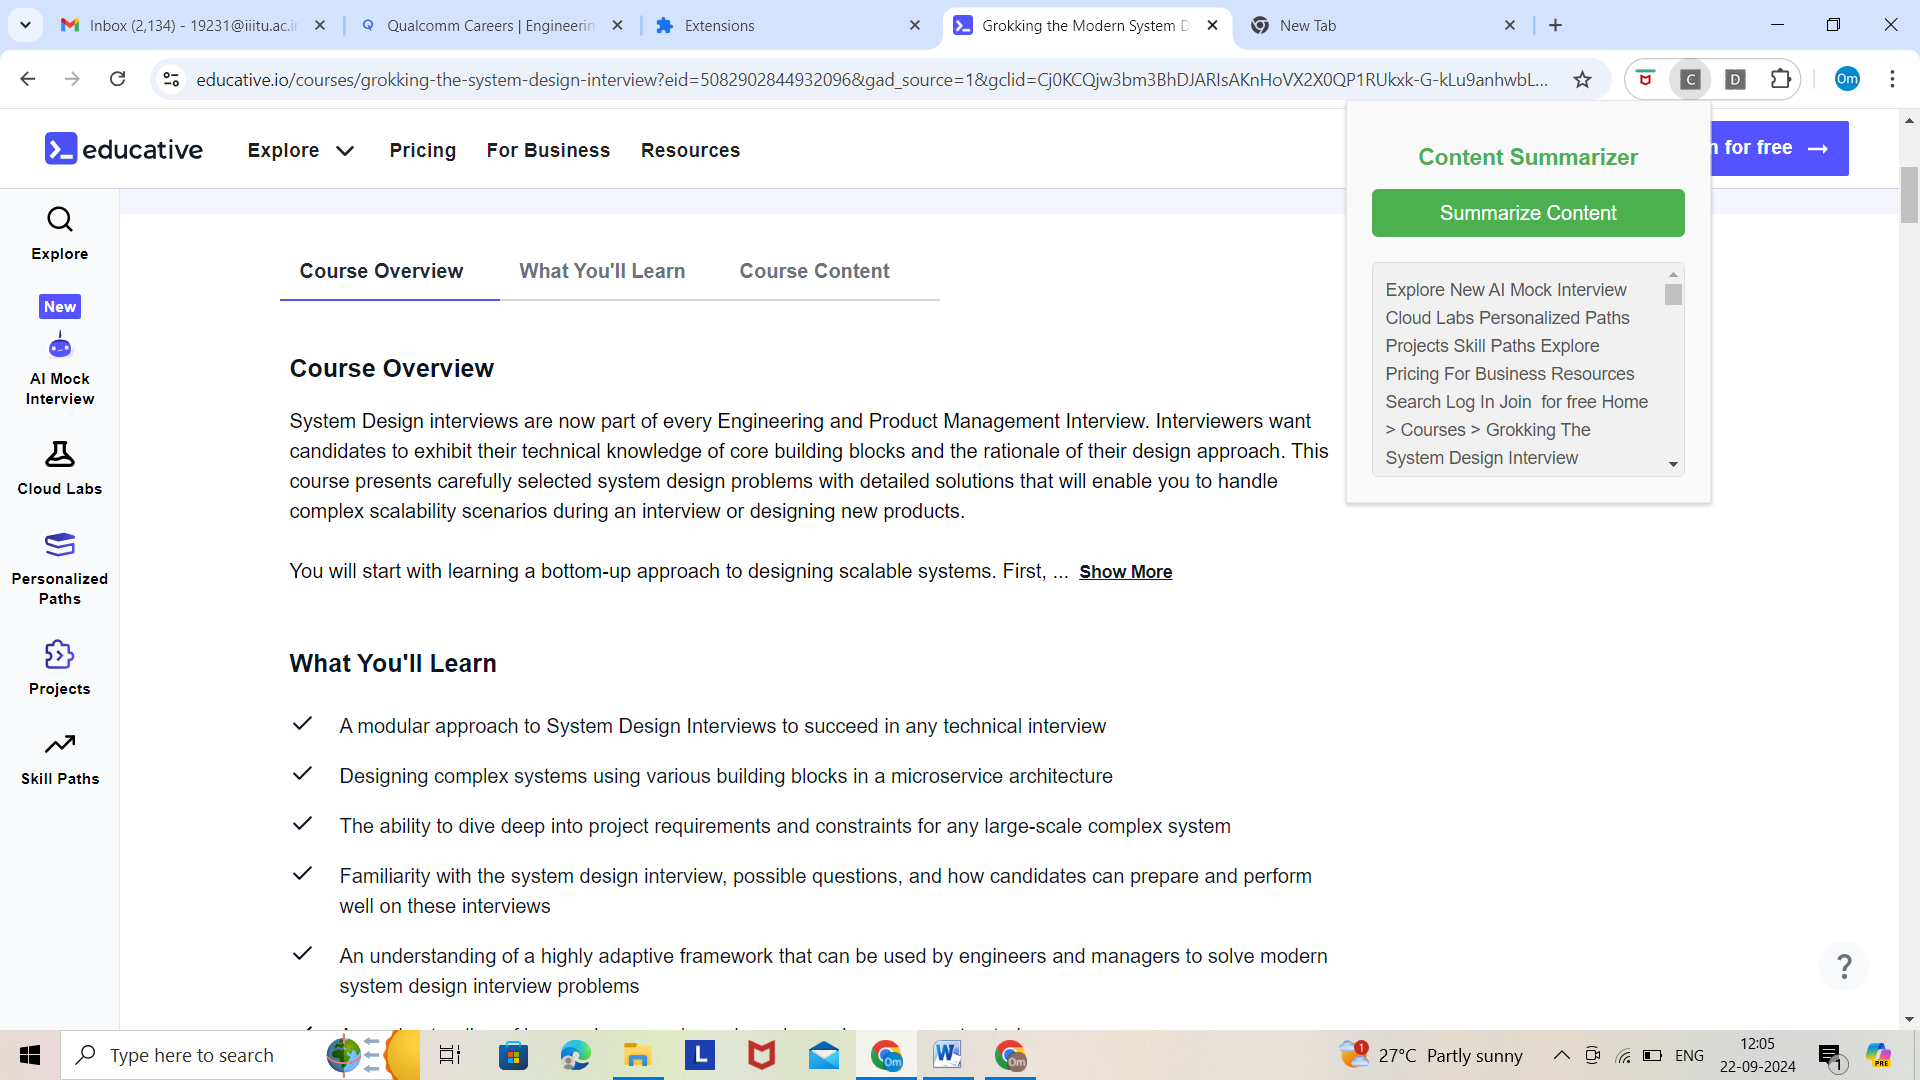 Inbox (2,134) - 19231@iiitu.ac.in
Qualcomm Careers | Engineerin
Extensions
Grokking the Modern System D
New Tab
educative.io/courses/grokking-the-system-design-interview?eid=5082902844932096&gad_source=1&gclid=Cj0KCQjw3bm3BhDJARIsAKnHoVX2X0QP1RUkxk-G-kLu9anhwbL...
C
D
Om
educative
Explore
Pricing
For Business
Resources
n for free →
Content Summarizer
Summarize Content
Explore New AI Mock Interview
Cloud Labs Personalized Paths
Projects Skill Paths Explore
Pricing For Business Resources
Search Log In Join for free Home
> Courses > Grokking The
System Design Interview
Explore
New
AI Mock
Interview
Cloud Labs
Personalized
Paths
Projects
Skill Paths
Course Overview
What You'll Learn
Course Content
Course Overview
System Design interviews are now part of every Engineering and Product Management Interview. Interviewers want
candidates to exhibit their technical knowledge of core building blocks and the rationale of their design approach. This
course presents carefully selected system design problems with detailed solutions that will enable you to handle
complex scalability scenarios during an interview or designing new products.
You will start with learning a bottom-up approach to designing scalable systems. First, ... Show More
What You'll Learn
A modular approach to System Design Interviews to succeed in any technical interview
Designing complex systems using various building blocks in a microservice architecture
The ability to dive deep into project requirements and constraints for any large-scale complex system
Familiarity with the system design interview, possible questions, and how candidates can prepare and perform
well on these interviews
An understanding of a highly adaptive framework that can be used by engineers and managers to solve modern
system design interview problems
?
Type here to search
L
W
Om
Om
1
27°C Partly sunny
ENG
12:05
22-09-2024
1
PRE